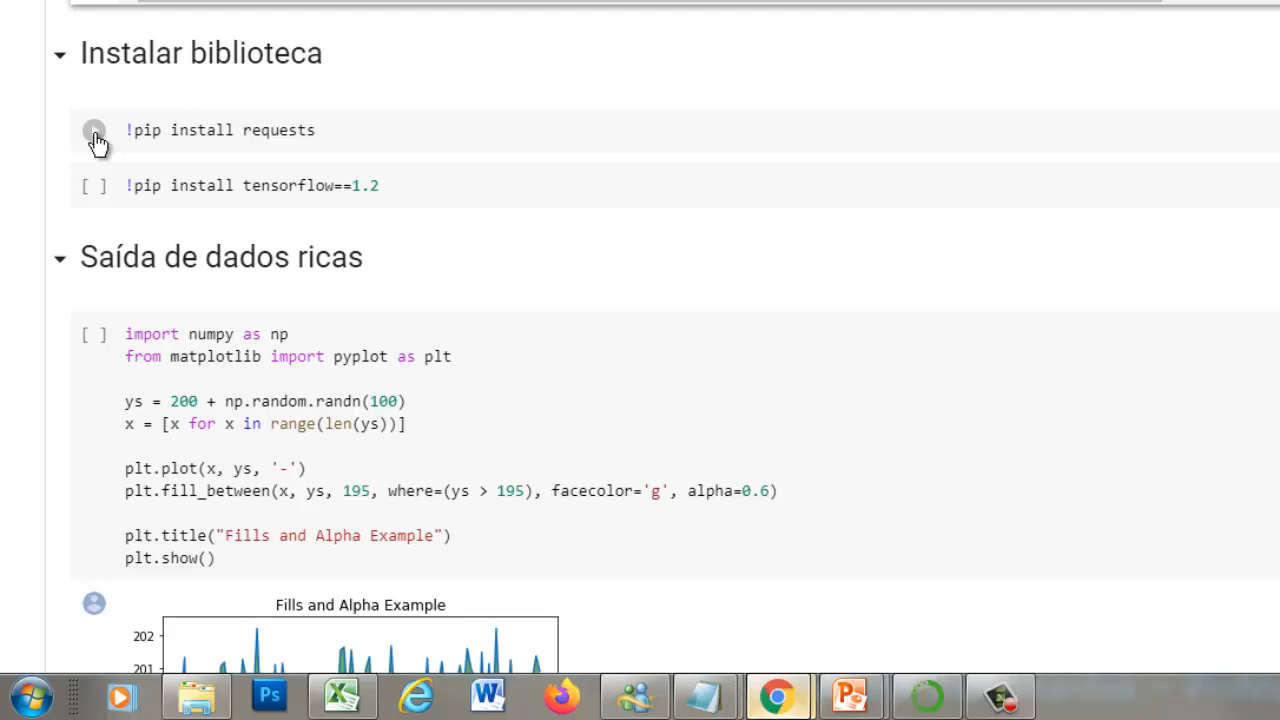 Instalar biblioteca
!pip install requests
[ ] !pip install tensorflow==1.2
Saída de dados ricas
[ ] import numpy as np
from matplotlib import pyplot as plt
ys = 200 + np.random.randn(100)
x = [x for x in range(len(ys))]
plt.plot(x, ys, '-')
plt.fill_between(x, ys, 195, where=(ys > 195), facecolor='g', alpha=0.6)
plt.title("Fills and Alpha Example")
plt.show()
Fills and Alpha Example
202
201
Ps
W
P